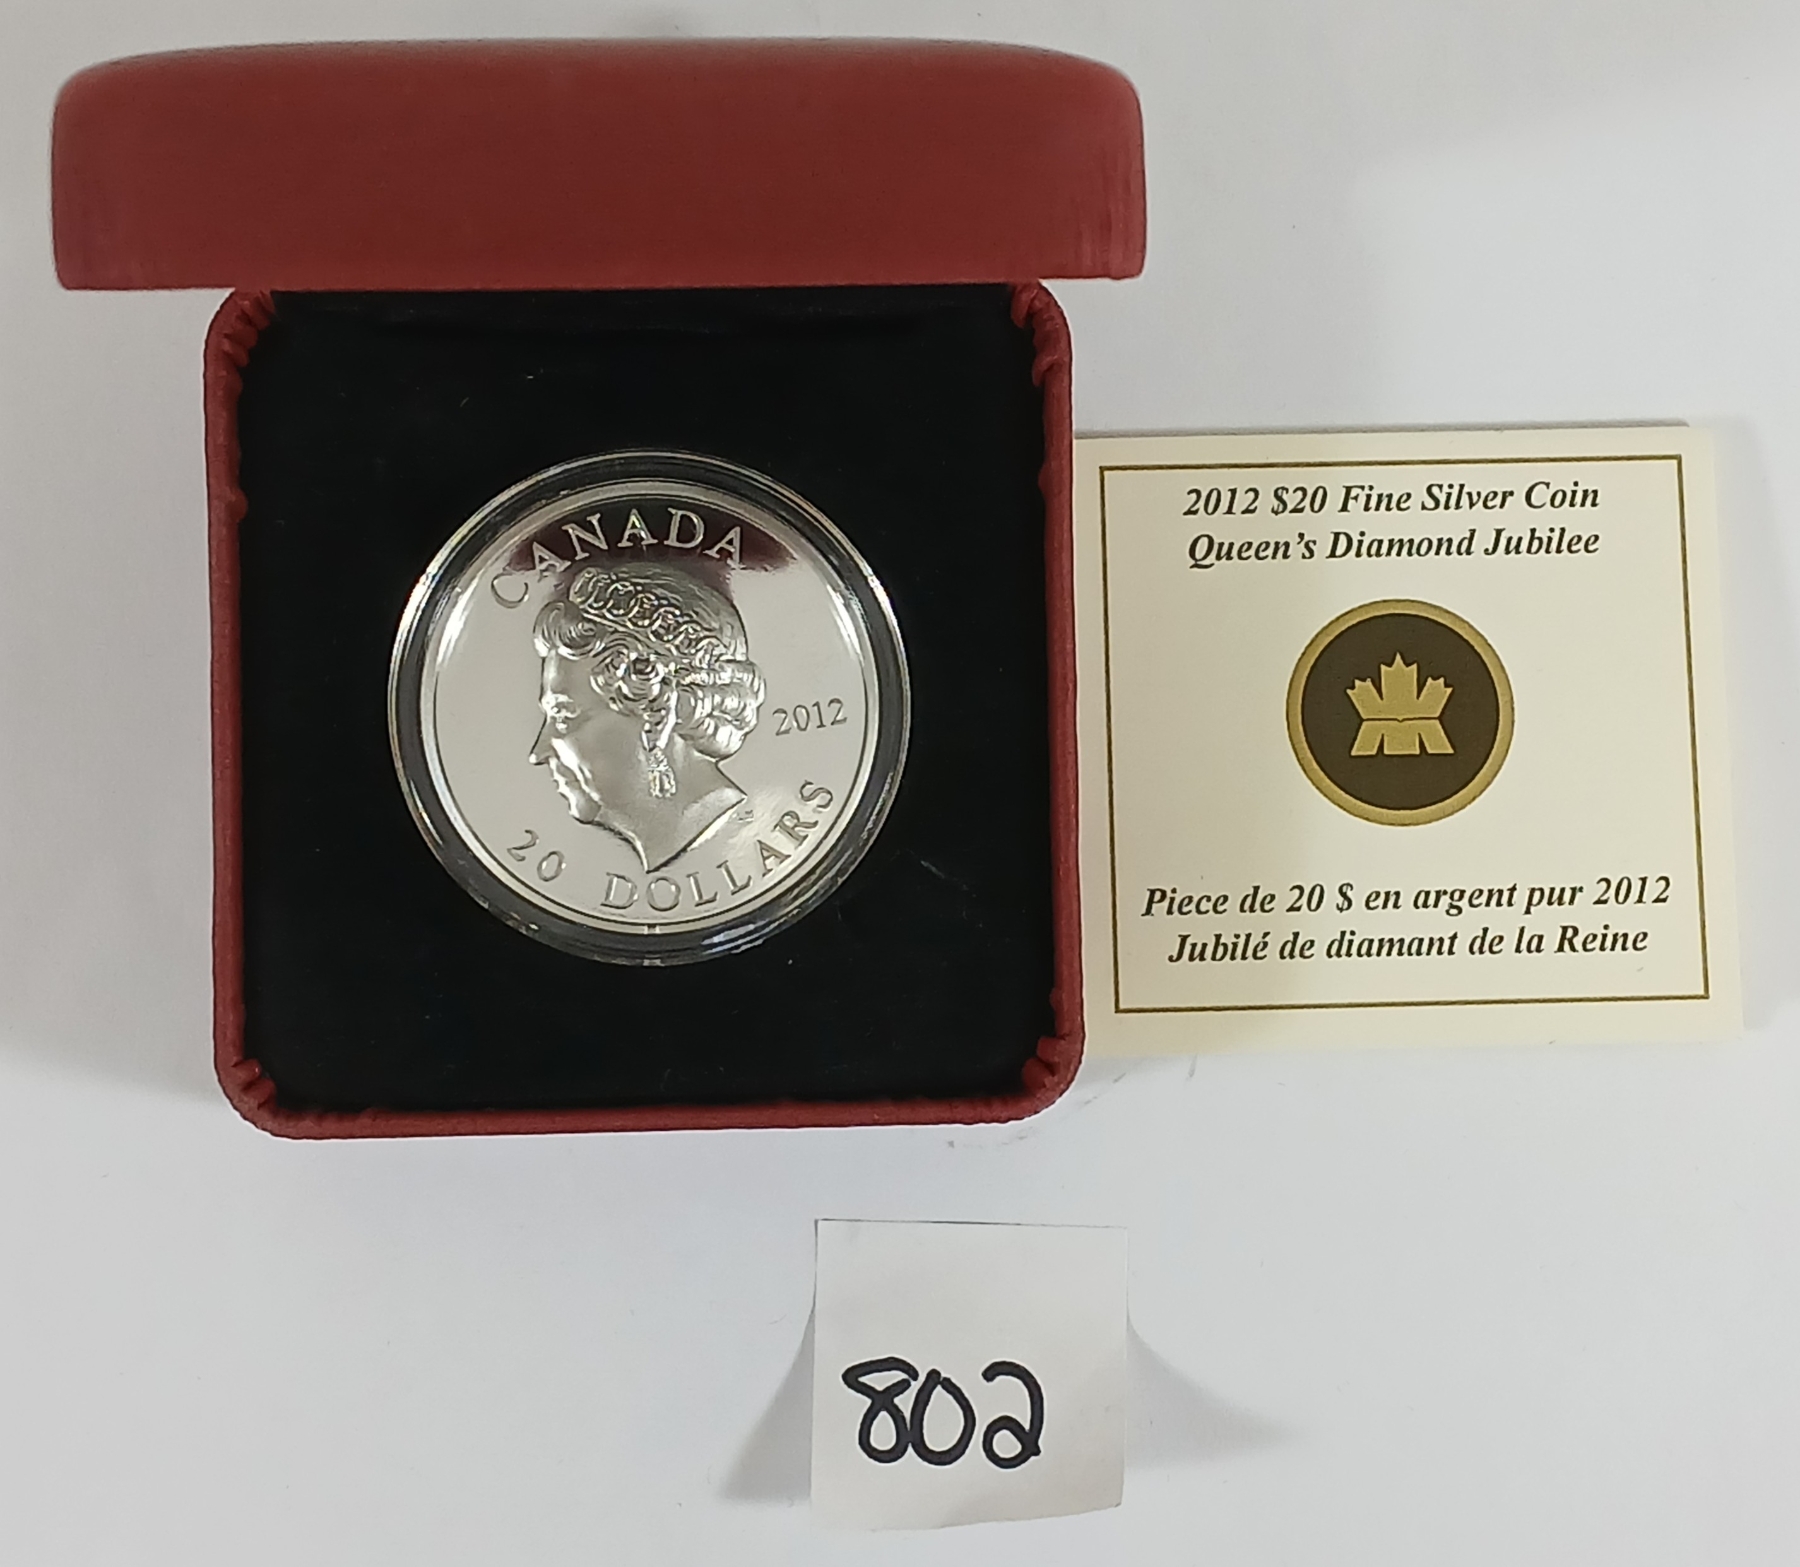 CANADA
2012
20 DOLLARS
2012 $20 Fine Silver Coin
Queen's Diamond Jubilee
Piece de 20 $ en argent pur 2012
Jubilé de diamant de la Reine
802